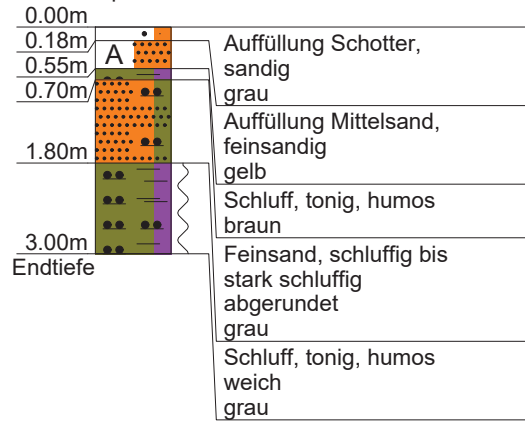 0.00m
0.18m
0.55m
0.70m
1.80m
3.00m
Endtiefe
A
Auffüllung Schotter,
sandig
grau
Auffüllung Mittelsand,
feinsandig
gelb
Schluff, tonig, humos
braun
Feinsand, schluffig bis
stark schluffig
abgerundet
grau
Schluff, tonig, humos
weich
grau